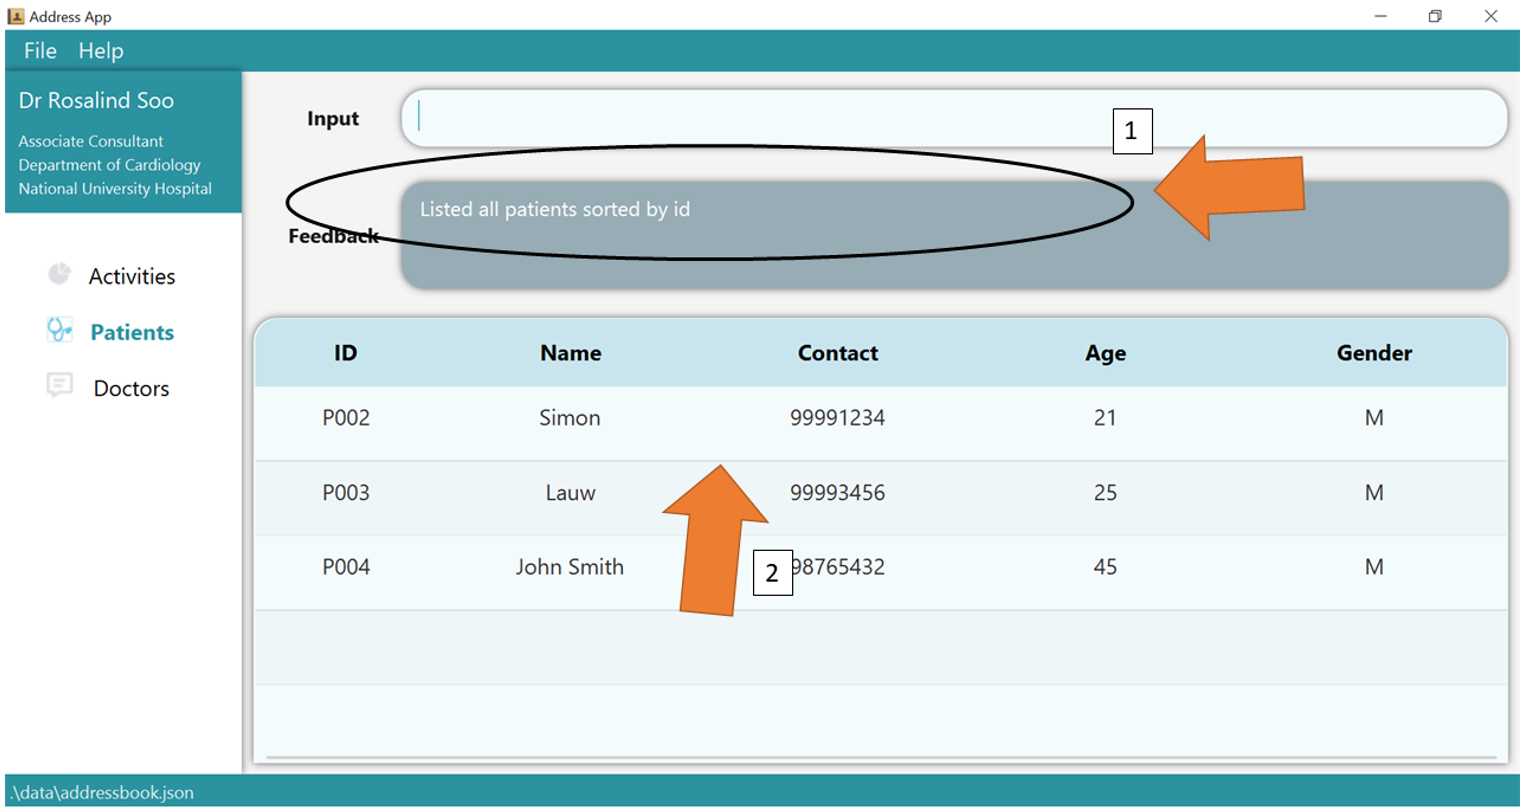 Address App
File Help
Dr Rosalind Soo
Associate Consultant
Department of Cardiology
National University Hospital
Activities
Patients
Doctors
Input
1
Feedback
Listed all patients sorted by id
ID Name Contact Age Gender
P002 Simon 99991234 21 M
P003 Lauw 99993456 25 M
P004 John Smith 98765432 45 M
2
.\data\addressbook.json